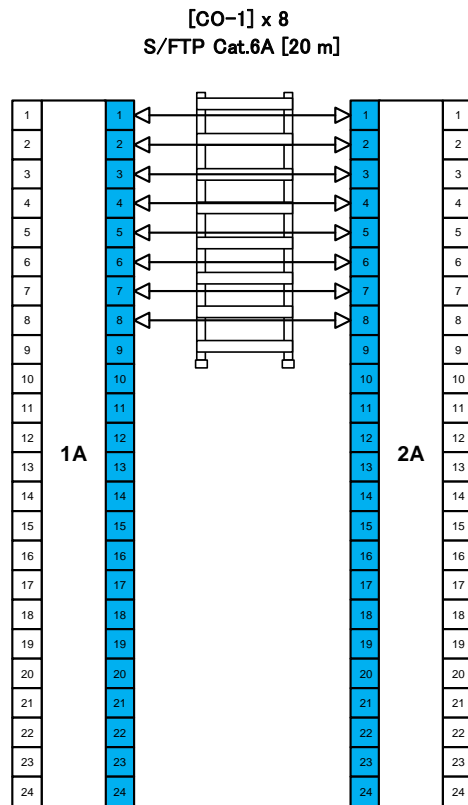 [CO-1] x 8
S/FTP Cat.6A [20 m]
1 1 1 1
2 2 2 2
3 3 3 3
4 4 4 4
5 5 5 5
6 6 6 6
7 7 7 7
8 8 8 8
9 9 9 9
10 10 10 10
11 11 11 11
12 12 12 12
1A 2A
13 13 13 13
14 14 14 14
15 15 15 15
16 16 16 16
17 17 17 17
18 18 18 18
19 19 19 19
20 20 20 20
21 21 21 21
22 22 22 22
23 23 23 23
24 24 24 24